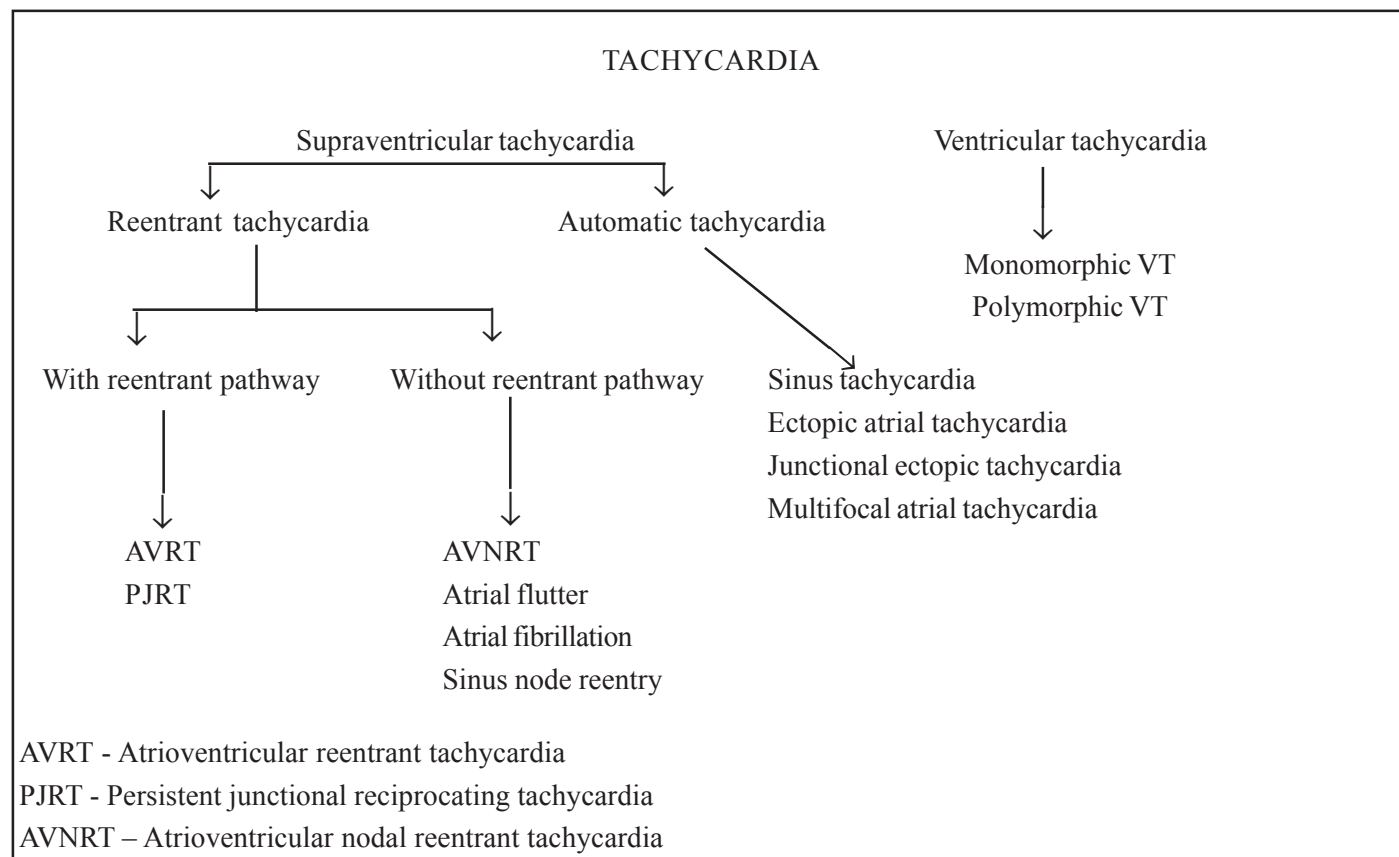 TACHYCARDIA
Supraventricular tachycardia
Ventricular tachycardia
Reentrant tachycardia
Automatic tachycardia
Monomorphic VT
Polymorphic VT
With reentrant pathway
Without reentrant pathway
Sinus tachycardia
Ectopic atrial tachycardia
Junctional ectopic tachycardia
Multifocal atrial tachycardia
AVRT
PJRT
AVNRT
Atrial flutter
Atrial fibrillation
Sinus node reentry
AVRT - Atrioventricular reentrant tachycardia
PJRT - Persistent junctional reciprocating tachycardia
AVNRT – Atrioventricular nodal reentrant tachycardia